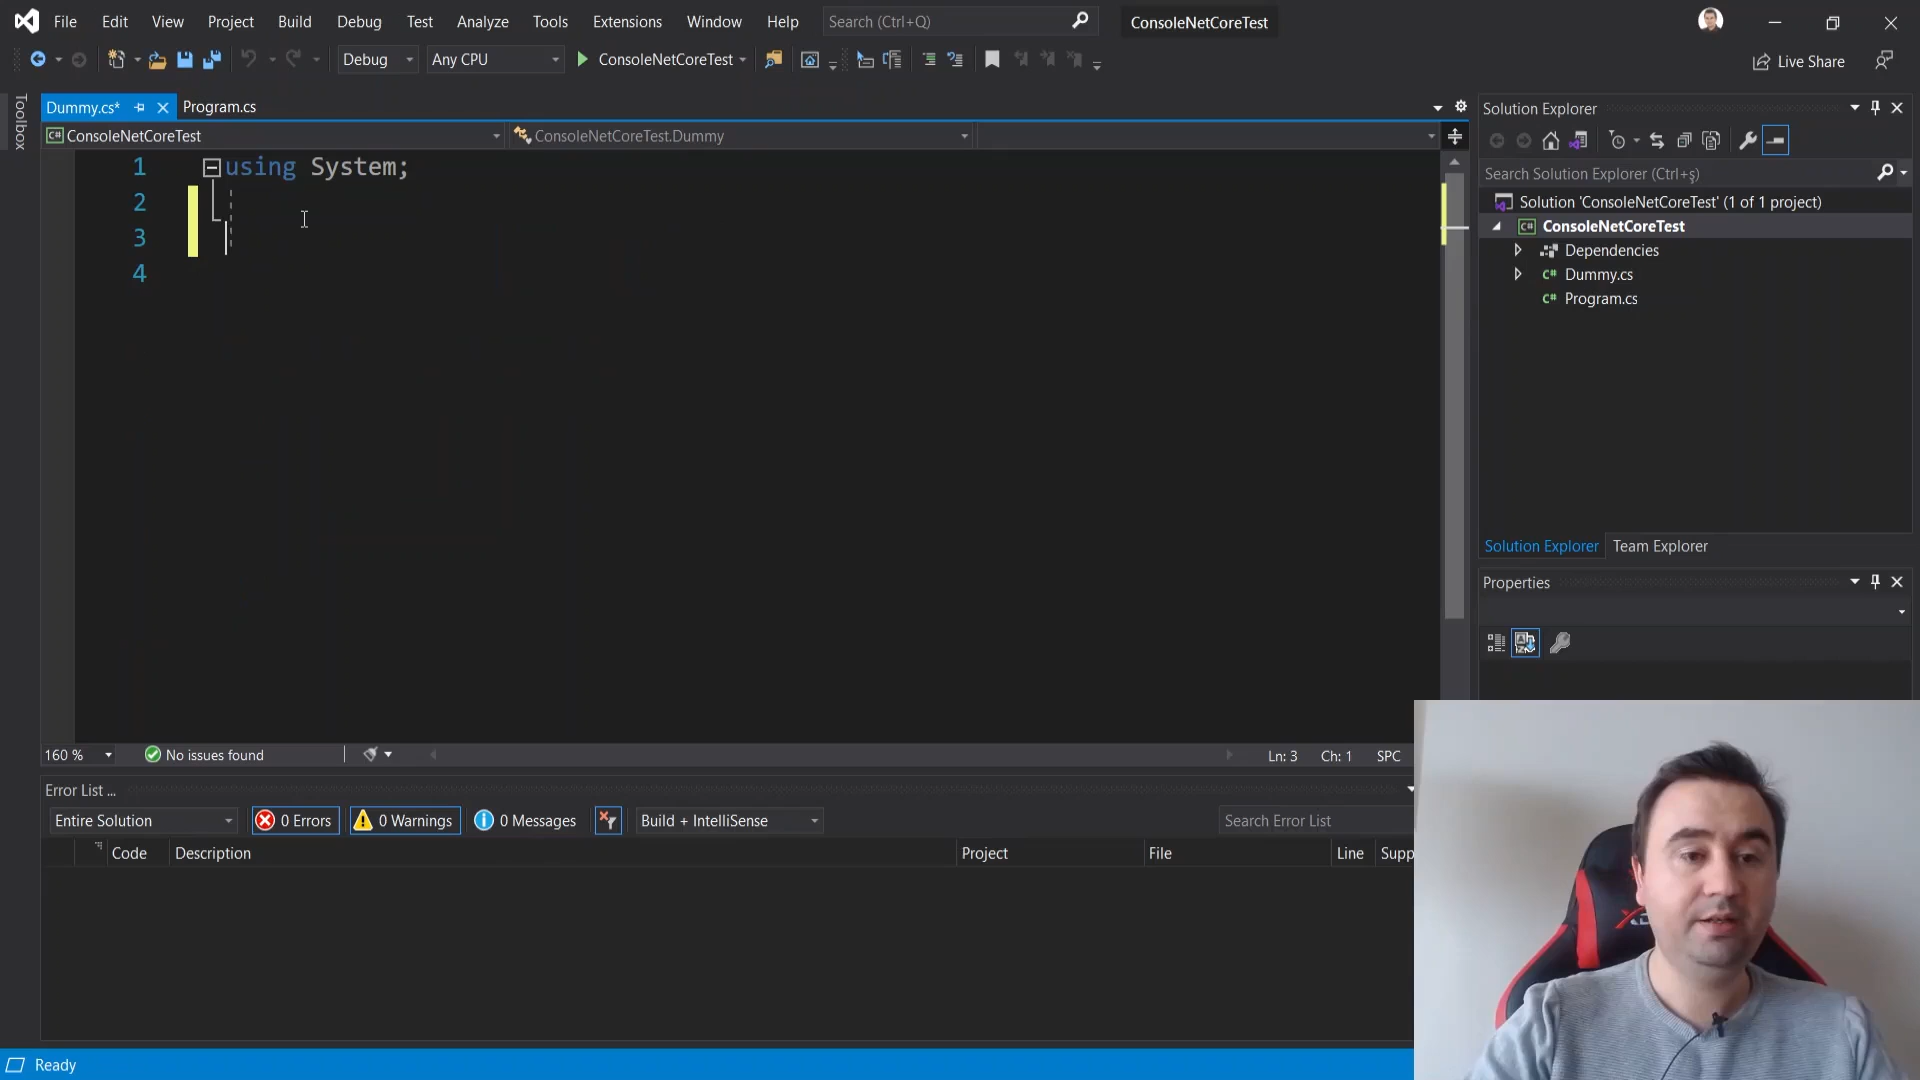 File Edit View Project Build Debug Test Analyze Tools Extensions Window Help Search (Ctrl+Q) ConsoleNetCoreTest
Debug Any CPU ConsoleNetCoreTest Live Share
Toolbox
Dummy.cs* Program.cs
ConsoleNetCoreTest ConsoleNetCoreTest.Dummy
1 using System;
2
3
4
160 % No issues found Ln: 3 Ch: 1 SPC
Error List ...
Entire Solution 0 Errors 0 Warnings 0 Messages Build + IntelliSense Search Error List
Code Description Project File Line Supp
Ready
Solution Explorer
Search Solution Explorer (Ctrl+ş)
Solution 'ConsoleNetCoreTest' (1 of 1 project)
ConsoleNetCoreTest
Dependencies
C# Dummy.cs
C# Program.cs
Solution Explorer Team Explorer
Properties